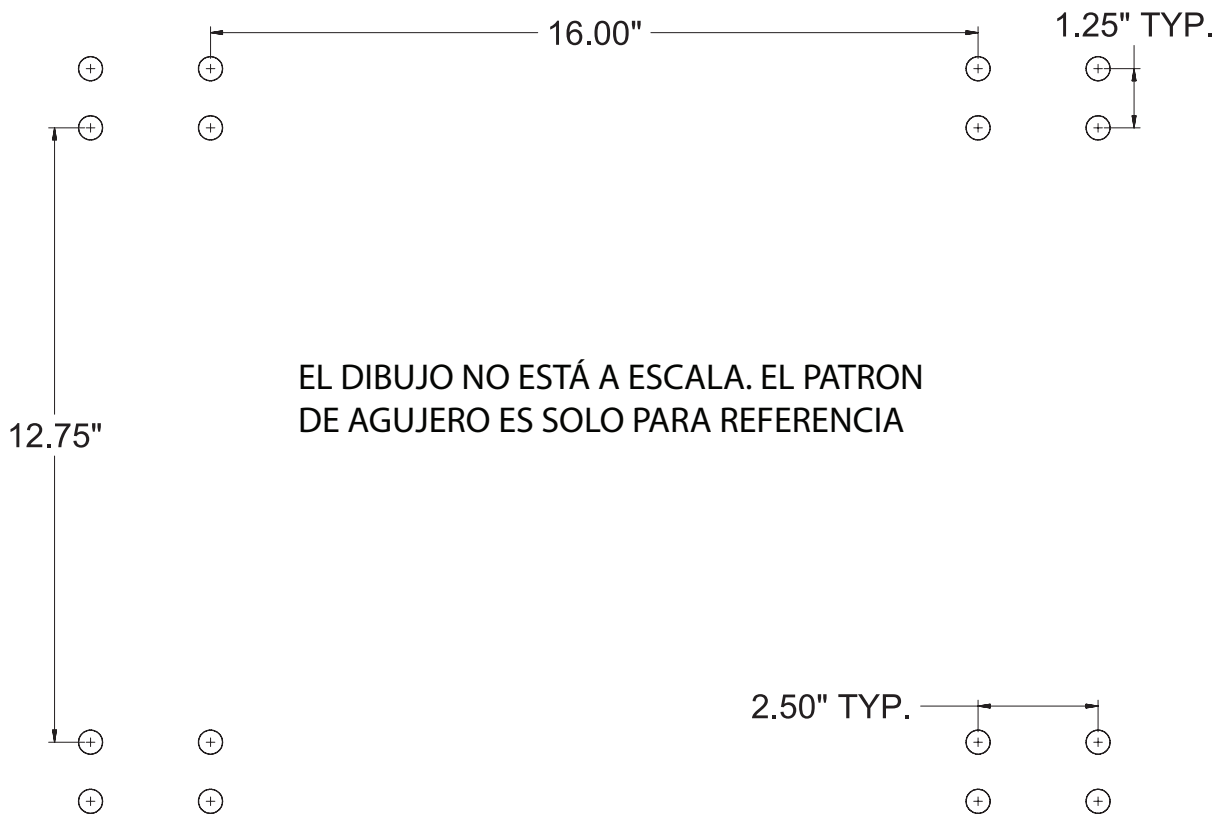 16.00"
1.25" TYP.
EL DIBUJO NO ESTÁ A ESCALA. EL PATRON
DE AGUJERO ES SOLO PARA REFERENCIA
12.75"
2.50" TYP.